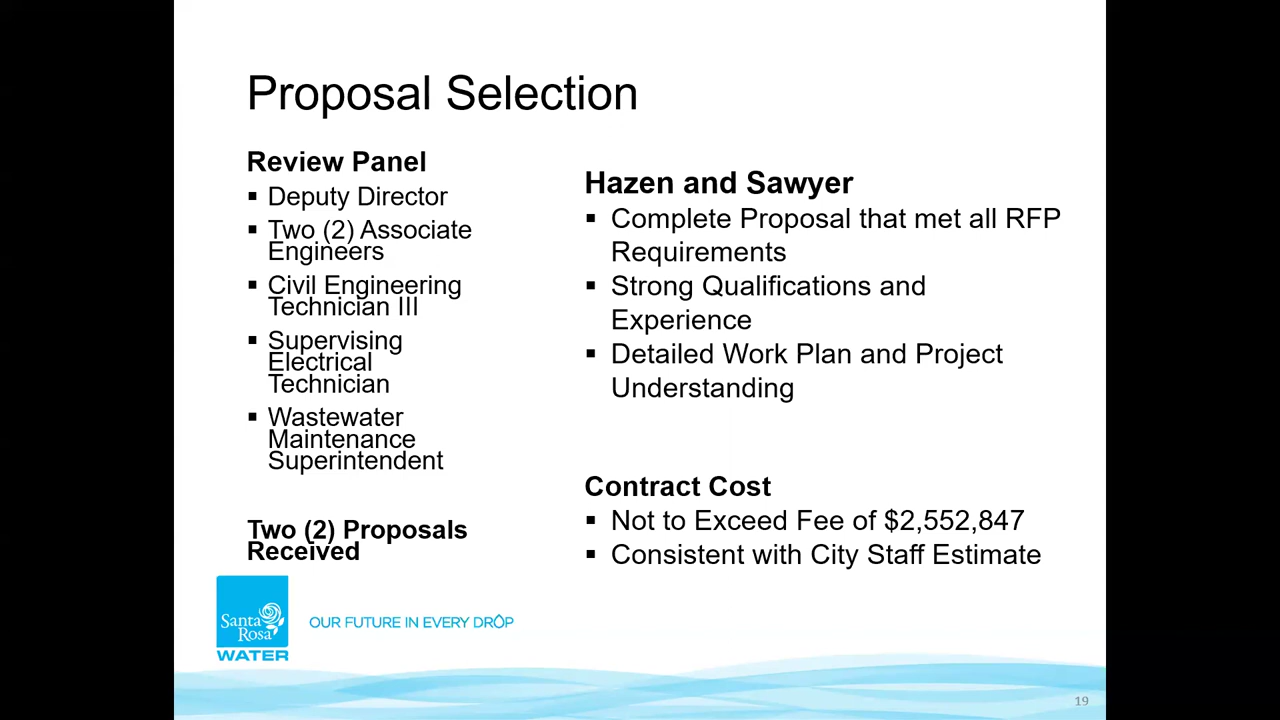 Proposal Selection
Review Panel
▪ Deputy Director
▪ Two (2) Associate
Engineers
▪ Civil Engineering
Technician III
▪ Supervising
Electrical
Technician
▪ Wastewater
Maintenance
Superintendent
Two (2) Proposals
Received
Hazen and Sawyer
▪ Complete Proposal that met all RFP
Requirements
▪ Strong Qualifications and
Experience
▪ Detailed Work Plan and Project
Understanding
Contract Cost
▪ Not to Exceed Fee of $2,552,847
▪ Consistent with City Staff Estimate
Santa
Rosa
WATER
OUR FUTURE IN EVERY DROP
19